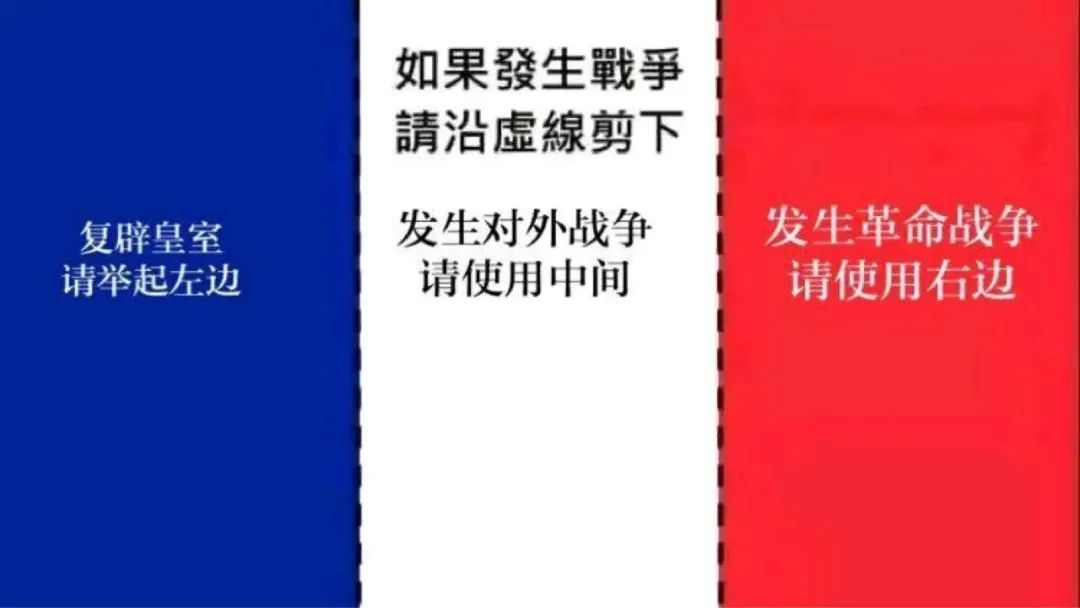 如果發生戰爭
請沿虛線剪下
复辟皇室
请举起左边
发生对外战争
请使用中间
发生革命战争
请使用右边